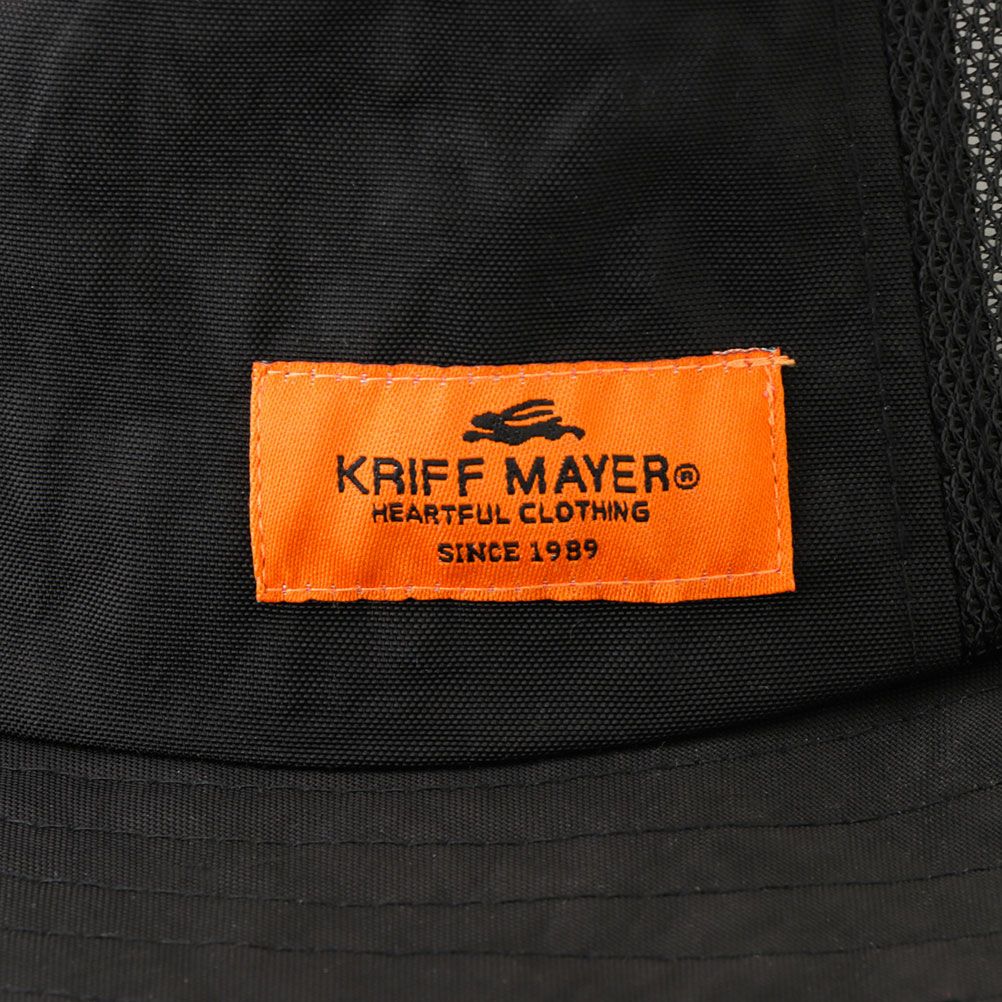 KRIFF MAYER®
HEARTFUL CLOTHING
SINCE 1989